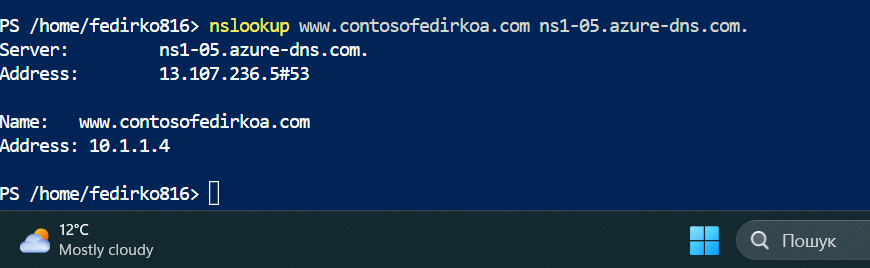 PS /home/fedirko816> nslookup www.contosofedirkoa.com ns1-05.azure-dns.com.
Server:         ns1-05.azure-dns.com.
Address:        13.107.236.5#53
Name:   www.contosofedirkoa.com
Address: 10.1.1.4
PS /home/fedirko816>
12°C
Mostly cloudy
Пошук